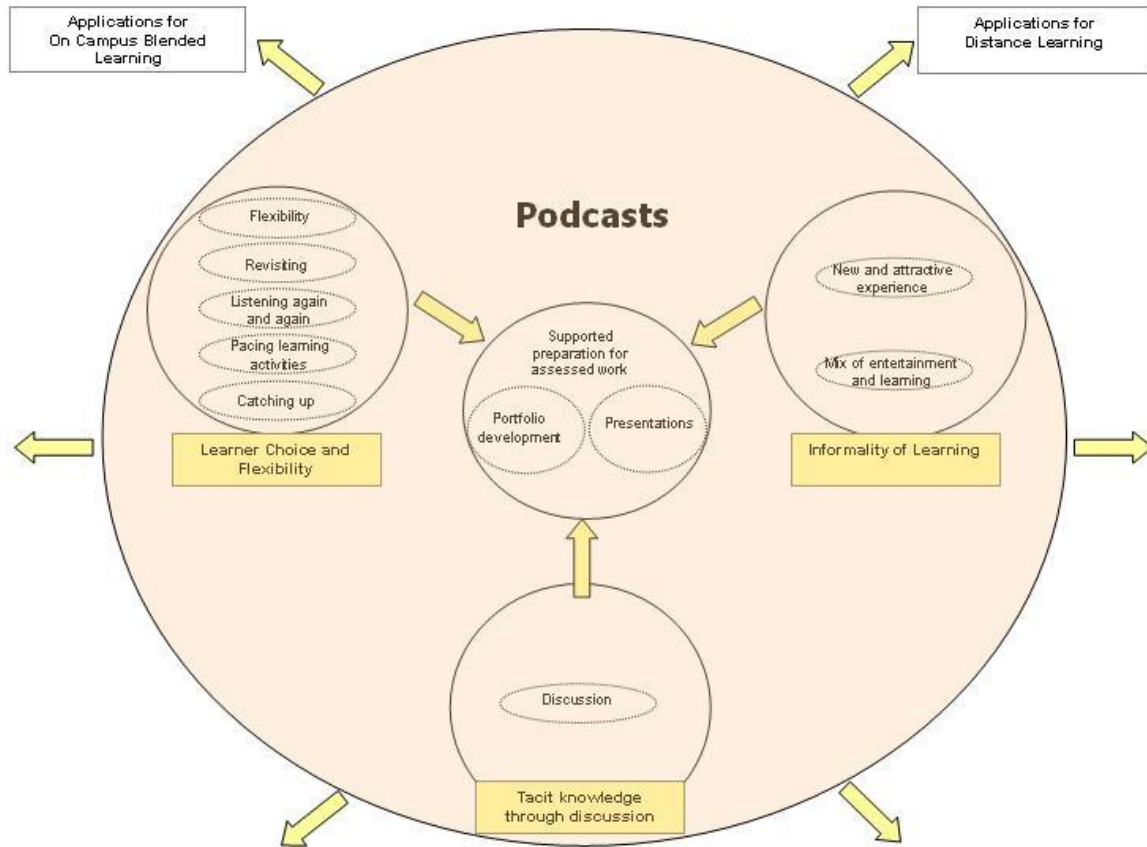 Applications for
On Campus Blended
Learning
Applications for
Distance Learning
Podcasts
Flexibility
Revisiting
Listening again
and again
Pacing learning
activities
Catching up
Learner Choice and
Flexibility
Supported
preparation for
assessed work
Portfolio
development
Presentations
New and attractive
experience
Mix of entertainment
and learning
Informality of Learning
Discussion
Tacit knowledge
through discussion